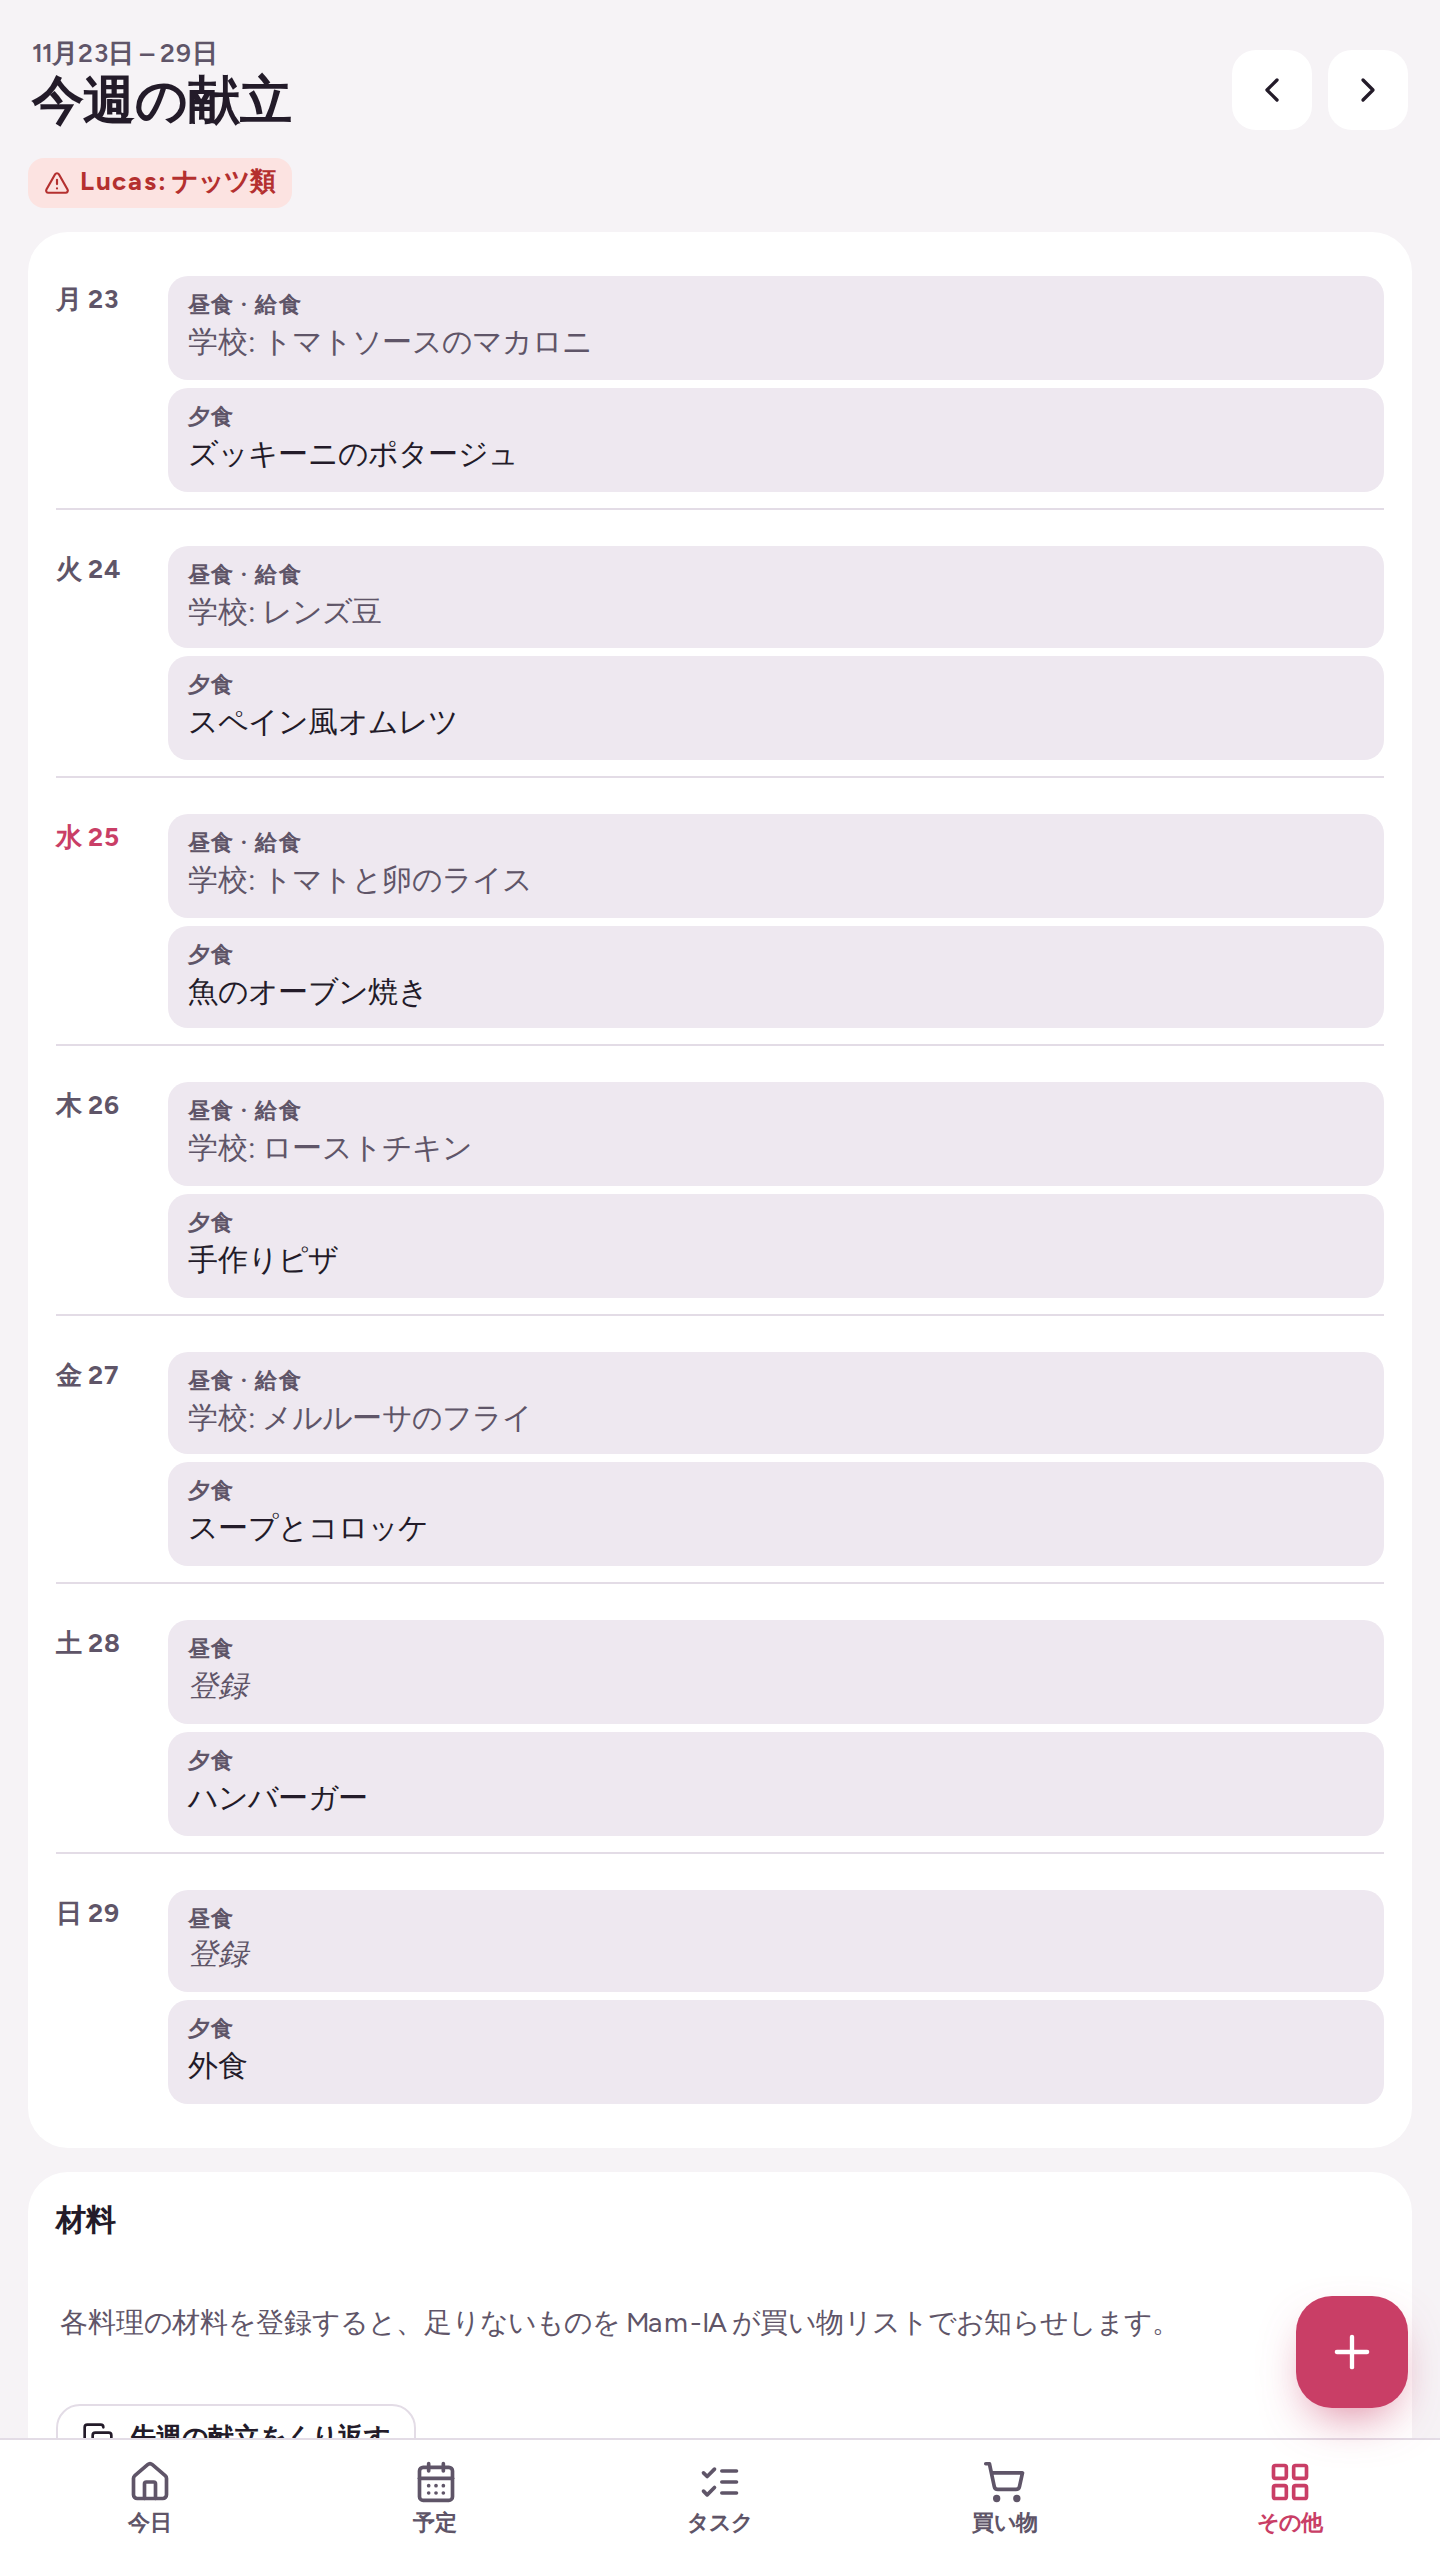 11月23日 – 29日
今週の献立
Lucas: ナッツ類
月 23
昼食 · 給食
学校: トマトソースのマカロニ
夕食
ズッキーニのポタージュ
火 24
昼食 · 給食
学校: レンズ豆
夕食
スペイン風オムレツ
水 25
昼食 · 給食
学校: トマトと卵のライス
夕食
魚のオーブン焼き
木 26
昼食 · 給食
学校: ローストチキン
夕食
手作りピザ
金 27
昼食 · 給食
学校: メルルーサのフライ
夕食
スープとコロッケ
土 28
昼食
登録
夕食
ハンバーガー
日 29
昼食
登録
夕食
外食
材料
各料理の材料を登録すると、足りないものを Mam-IA が買い物リストでお知らせします。
先週の献立をくり返す
今日
予定
タスク
買い物
その他